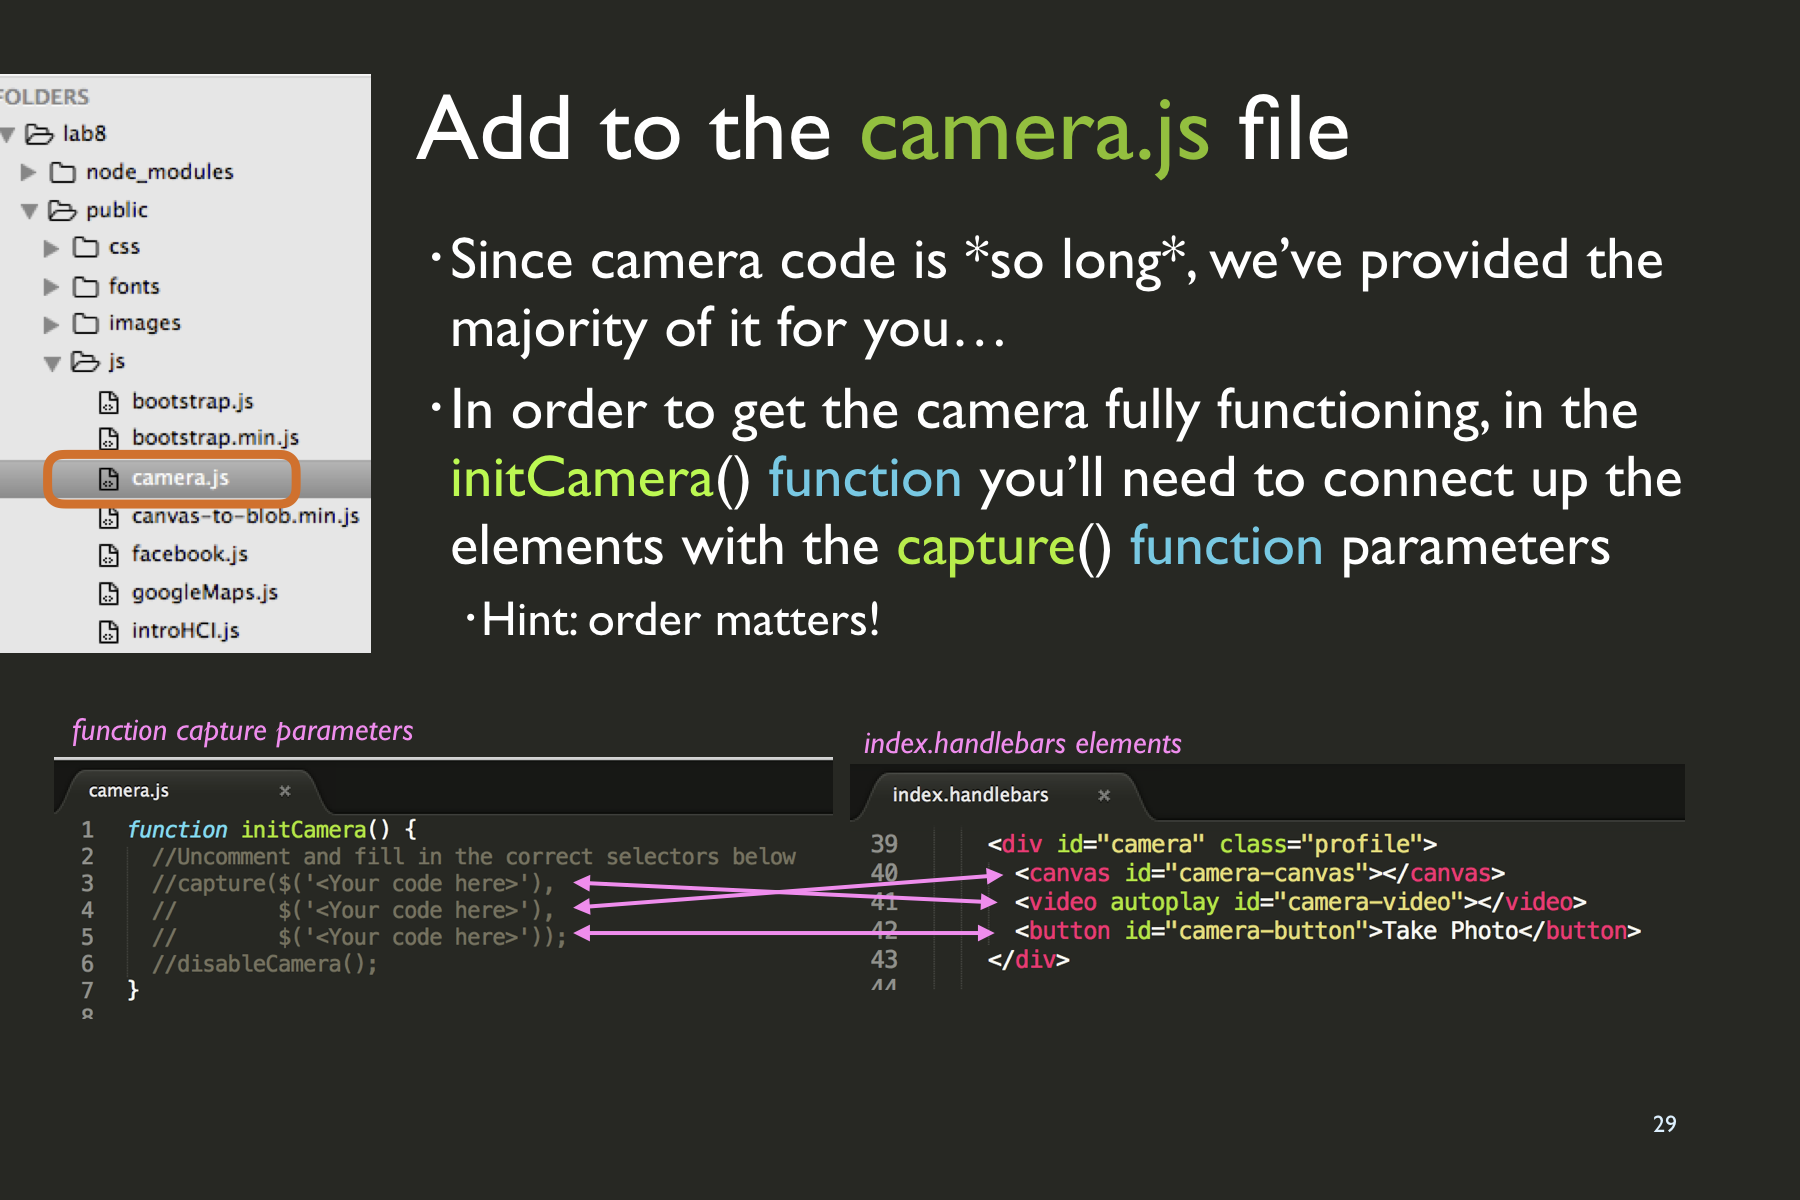 FOLDERS
lab8
node_modules
public
css
fonts
images
js
bootstrap.js
bootstrap.min.js
camera.js
canvas-to-blob.min.js
facebook.js
googleMaps.js
introHCI.js
Add to the camera.js file
•Since camera code is *so long*, we’ve provided the
majority of it for you…
•In order to get the camera fully functioning, in the
initCamera() function you’ll need to connect up the
elements with the capture() function parameters
•Hint: order matters!
function capture parameters
camera.js ×
1 function initCamera() {
2 //Uncomment and fill in the correct selectors below
3 //capture($('<Your code here>'),
4 // $('<Your code here>'),
5 // $('<Your code here>'));
6 //disableCamera();
7 }
8
index.handlebars elements
index.handlebars ×
39 <div id="camera" class="profile">
40 <canvas id="camera-canvas"></canvas>
41 <video autoplay id="camera-video"></video>
42 <button id="camera-button">Take Photo</button>
43 </div>
44
29